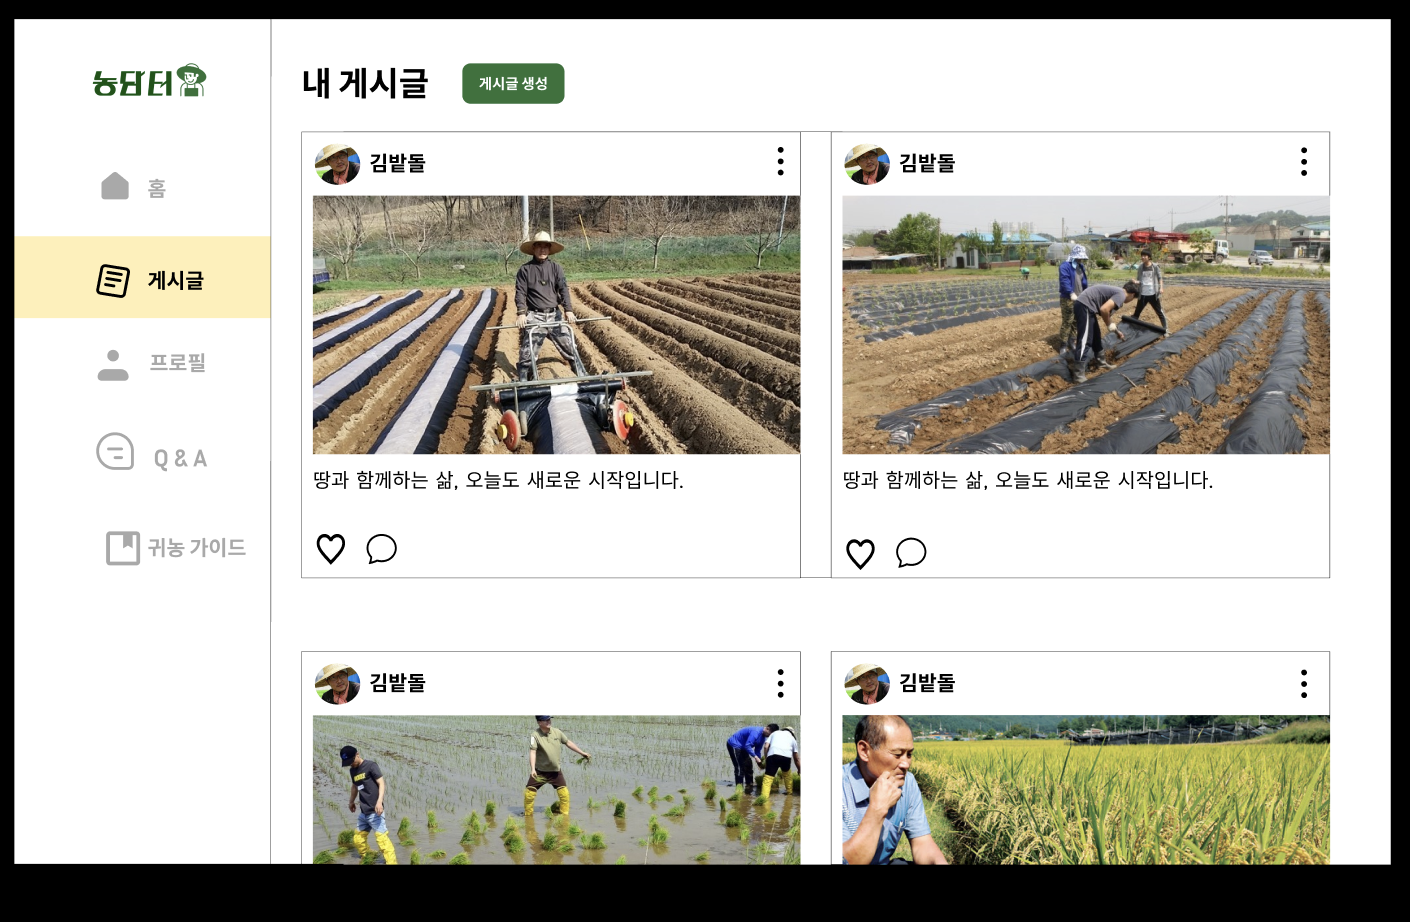 농담터
홈
게시글
프로필
Q & A
귀농 가이드
내 게시글
게시글 생성
김밭돌
땅과 함께하는 삶, 오늘도 새로운 시작입니다.
김밭돌
땅과 함께하는 삶, 오늘도 새로운 시작입니다.
김밭돌
김밭돌